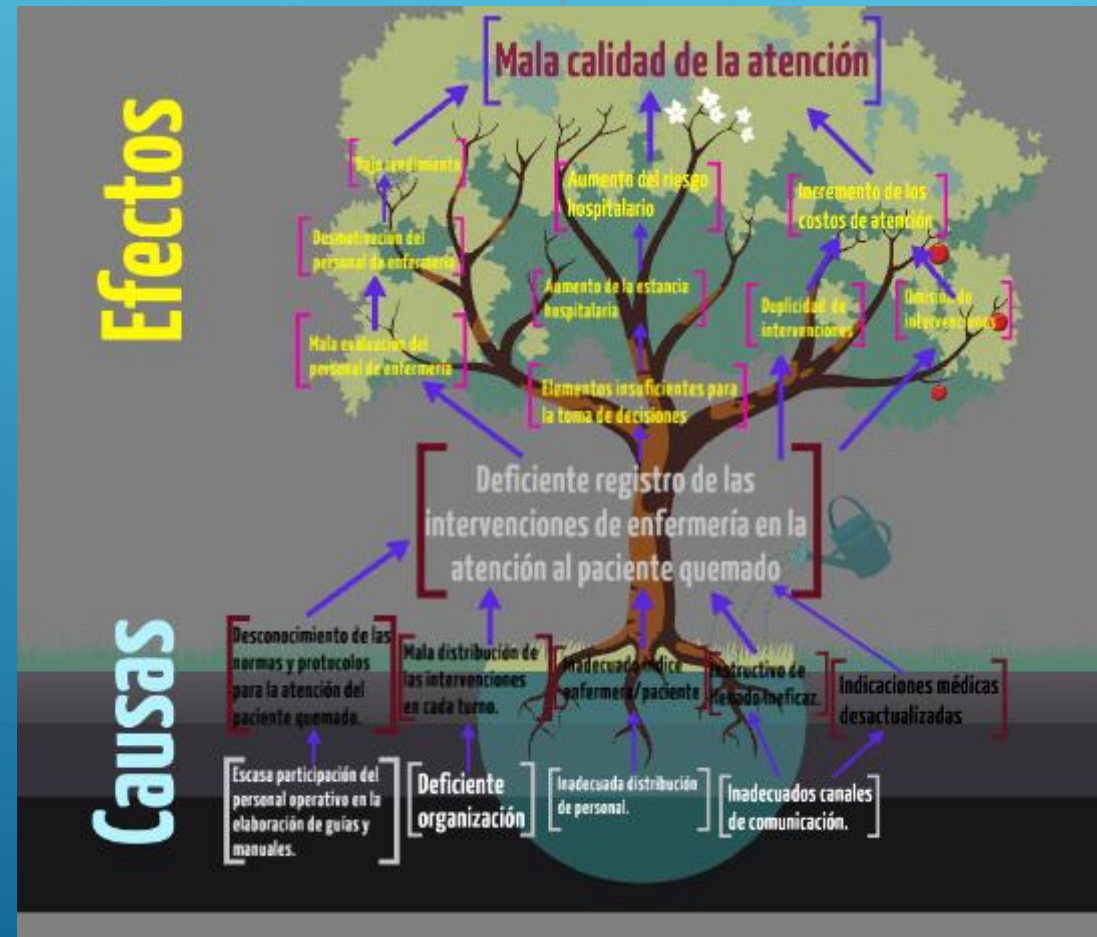 Efectos
Mala calidad de la atención
Bajo rendimiento
Aumento del riesgo
hospitalario
Incremento de los
costos de atención
Desmotivación del
personal de enfermería
Aumento de la estancia
hospitalaria
Duplicidad de
intervenciones
Omisión de
intervenciones
Mala evaluación del
personal de enfermería
Elementos insuficientes para
la toma de decisiones
Deficiente registro de las
intervenciones de enfermería en la
atención al paciente quemado
Causas
Desconocimiento de las
normas y protocolos
para la atención del
paciente quemado.
Mala distribución de
las intervenciones
en cada turno.
Inadecuado índice
enfermera/paciente
Instructivo de
llenado ineficaz.
Indicaciones médicas
desactualizadas
Escasa participación del
personal operativo en la
elaboración de guías y
manuales.
Deficiente
organización
Inadecuada distribución
de personal.
Inadecuados canales
de comunicación.